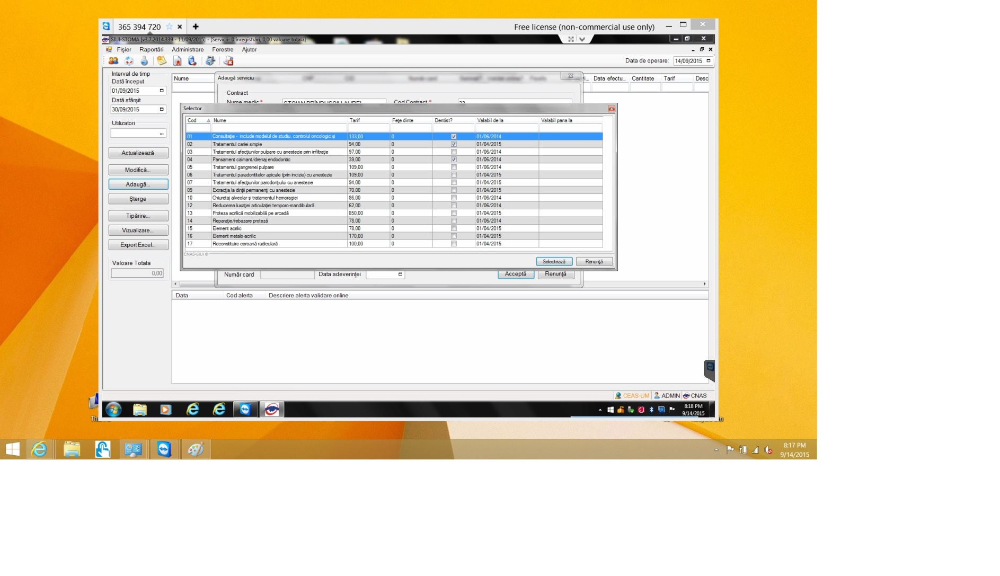 365 394 720
Free license (non-commercial use only)
SIUI-STOMA [v3.7.2014.339 - 11/09/2015] - [Servicii- 0 înregistrări, 0,00 valoare totală]
Fişier Raportări Administrare Ferestre Ajutor
Data de operare: 14/09/2015
Interval de timp
Dată început
01/09/2015
Dată sfârşit
30/09/2015
Utilizatori
...
Actualizează
Modifică...
Adaugă...
Şterge
Tipărire...
Vizualizare...
Export Excel...
Valoare Totala
0,00
Nume
Data efectu... Cantitate Tarif Desc
Adaugă serviciu
Contract
Nume medic * Cod Contract *
Selector
Cod Nume Tarif Feţe dinte Dentist? Valabil de la Valabil pana la
01 Consultaţie - include modelul de studiu, controlul oncologic şi 133,00 0 01/06/2014
02 Tratamentul cariei simple 94,00 0 01/04/2015
03 Tratamentul afecţiunilor pulpare cu anestezie prin infiltraţie 97,00 0 01/06/2014
04 Pansament calmant/drenaj endodontic 39,00 0 01/06/2014
05 Tratamentul gangrenei pulpare 109,00 0 01/06/2014
06 Tratamentul paradontitelor apicale (prin incizie) cu anestezie 109,00 0 01/04/2015
07 Tratamentul afecţiunilor parodonţiului cu anestezie 94,00 0 01/04/2015
09 Extracţia la dinţii permanenţi cu anestezie 70,00 0 01/04/2015
10 Chiuretaj alveolar şi tratamentul hemoragiei 86,00 0 01/06/2014
12 Reducerea luxaţiei articulaţiei temporo-mandibulară 62,00 0 01/06/2014
13 Proteza acrilică mobilizabilă pe arcadă 850,00 0 01/04/2015
14 Reparaţie/rebazare proteză 78,00 0 01/06/2014
15 Element acrilic 78,00 0 01/04/2015
16 Element metalo-acrilic 170,00 0 01/04/2015
17 Reconstituire coroană radiculară 100,00 0 01/04/2015
CNAS-SIUI ®
Selectează Renunţă
Număr card Data adeverinţei Acceptă Renunţă
Data Cod alerta Descriere alerta validare online
CEAS-UM ADMIN CNAS
8:18 PM
9/14/2015
8:17 PM
9/14/2015